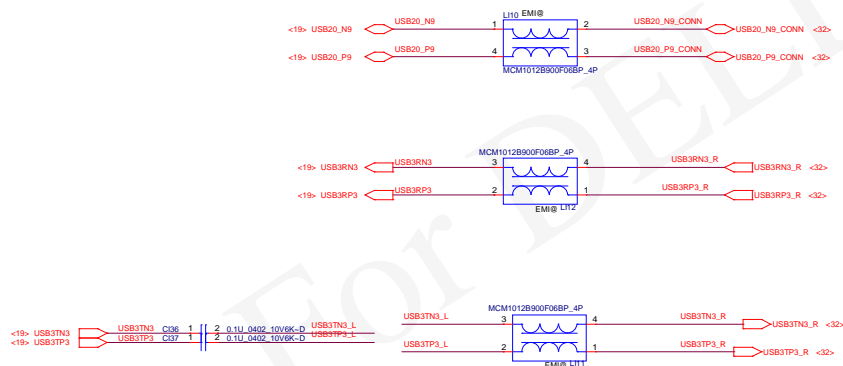 LI10 EMI@
<19> USB20_N9 USB20_N9 1 2 USB20_N9_CONN USB20_N9_CONN <32>
<19> USB20_P9 USB20_P9 4 3 USB20_P9_CONN USB20_P9_CONN <32>
MCM1012B900F06BP_4P
MCM1012B900F06BP_4P
<19> USB3RN3 USB3RN3 3 4 USB3RN3_R USB3RN3_R <32>
<19> USB3RP3 USB3RP3 2 1 USB3RP3_R USB3RP3_R <32>
EMI@ LI12
MCM1012B900F06BP_4P
USB3TN3_L 3 4 USB3TN3_R USB3TN3_R <32>
<19> USB3TN3 USB3TN3 CI36 1 2 0.1U_0402_10V6K~D USB3TN3_L
<19> USB3TP3 USB3TP3 CI37 1 2 0.1U_0402_10V6K~D USB3TP3_L
USB3TP3_L 2 1 USB3TP3_R USB3TP3_R <32>
EMI@ LI11
For DELL